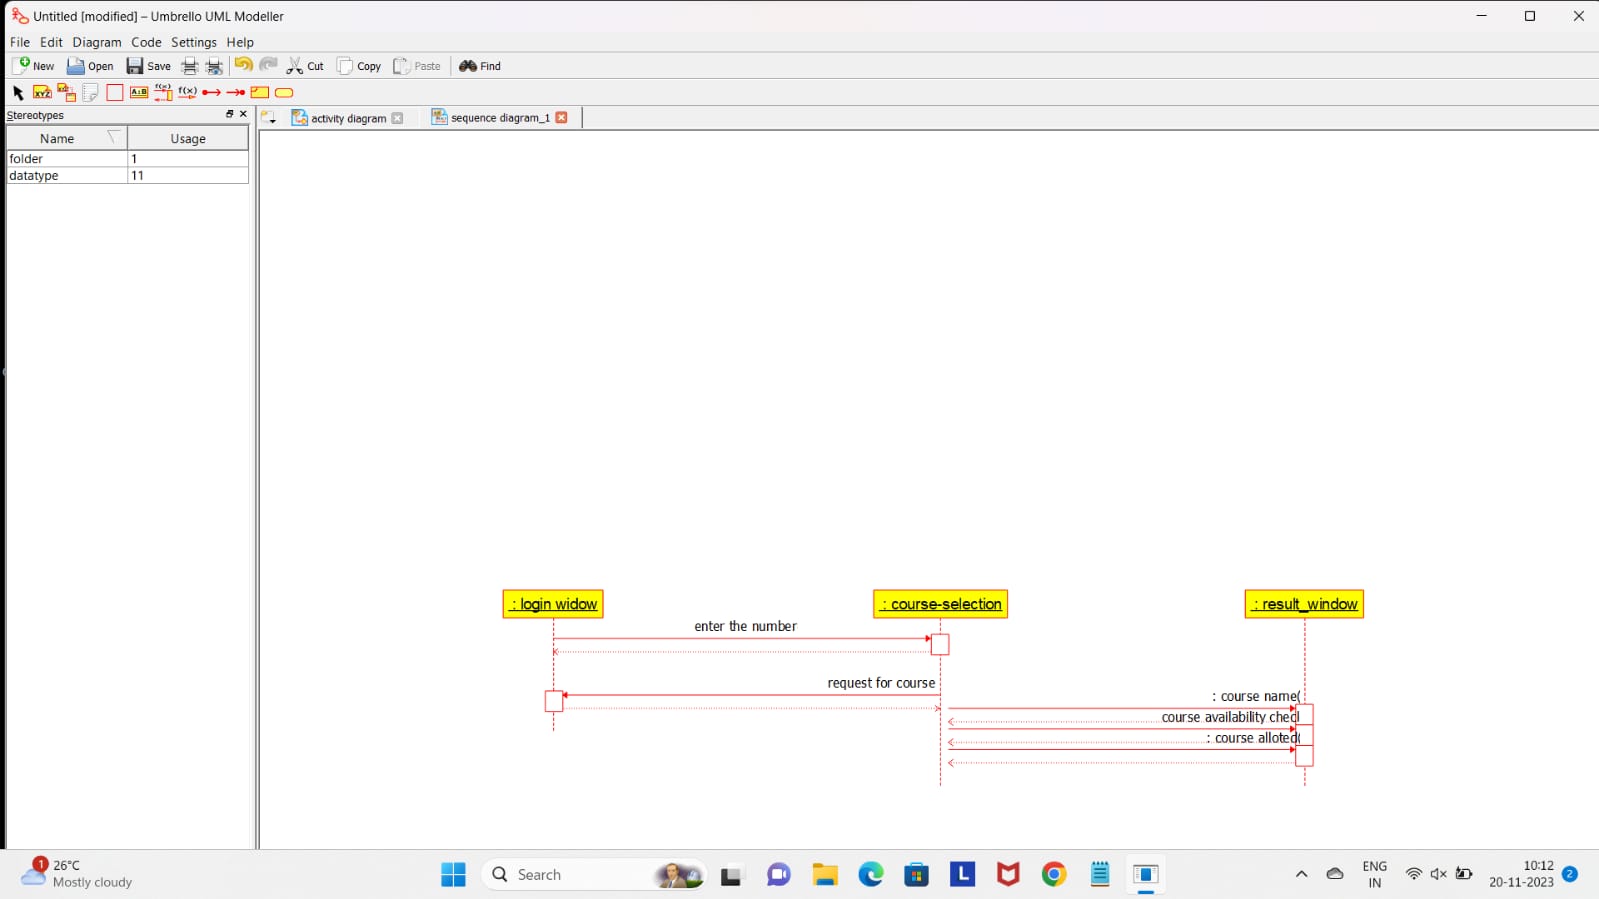 Untitled [modified] – Umbrello UML Modeller
File Edit Diagram Code Settings Help
New Open Save Cut Copy Paste Find
XYZ A:B f(x) f(x)
Stereotypes
activity diagram sequence diagram_1
Name Usage
folder 1
datatype 11
: login widow : course-selection : result_window
enter the number
request for course
: course name(
course availability checl
: course alloted(
1 26°C
Mostly cloudy
Search
L
ENG
IN
10:12
20-11-2023
2